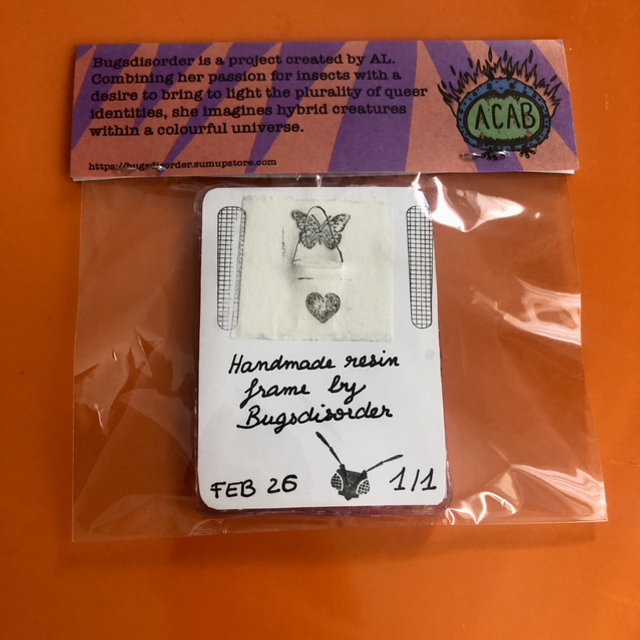 Bugsdisorder is a project created by AL.
Combining her passion for insects with a
desire to bring to light the plurality of queer
identities, she imagines hybrid creatures
within a colourful universe.
https://bugsdisorder.sumupstore.com
ACAB
Handmade resin
frame by
Bugsdisorder
FEB 26
1/1